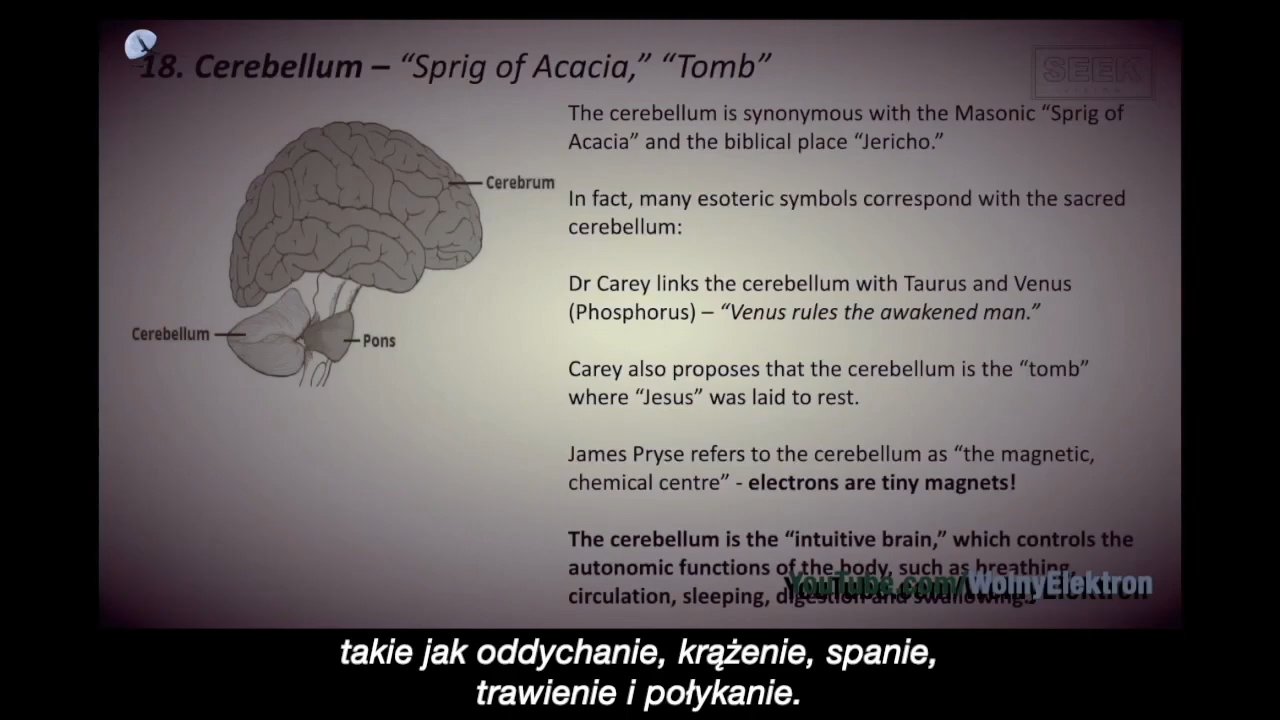 18. Cerebellum – “Sprig of Acacia,” “Tomb”
SEEK
The cerebellum is synonymous with the Masonic “Sprig of
Acacia” and the biblical place “Jericho.”
In fact, many esoteric symbols correspond with the sacred
cerebellum:
Dr Carey links the cerebellum with Taurus and Venus
(Phosphorus) – “Venus rules the awakened man.”
Carey also proposes that the cerebellum is the “tomb”
where “Jesus” was laid to rest.
James Pryse refers to the cerebellum as “the magnetic,
chemical centre” - electrons are tiny magnets!
The cerebellum is the “intuitive brain,” which controls the
autonomic functions of the body, such as breathing,
circulation, sleeping, digestion and swallowing.
Cerebrum
Cerebellum
Pons
YouTube.com/WolnyElektron
takie jak oddychanie, krążenie, spanie,
trawienie i połykanie.